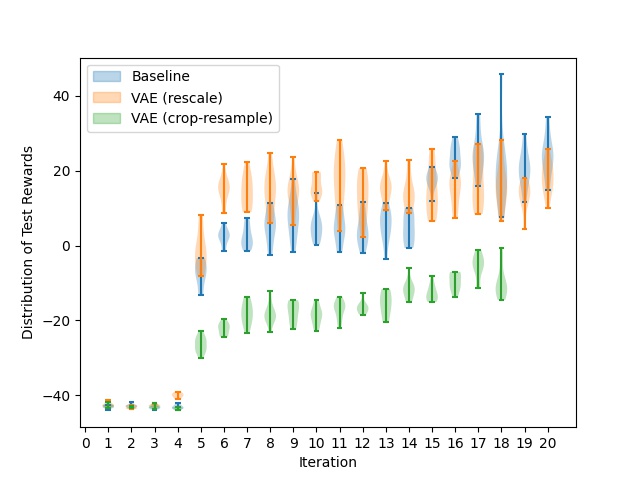 Baseline
VAE (rescale)
VAE (crop-resample)
Distribution of Test Rewards
40
20
0
−20
−40
0 1 2 3 4 5 6 7 8 9 10 11 12 13 14 15 16 17 18 19 20
Iteration